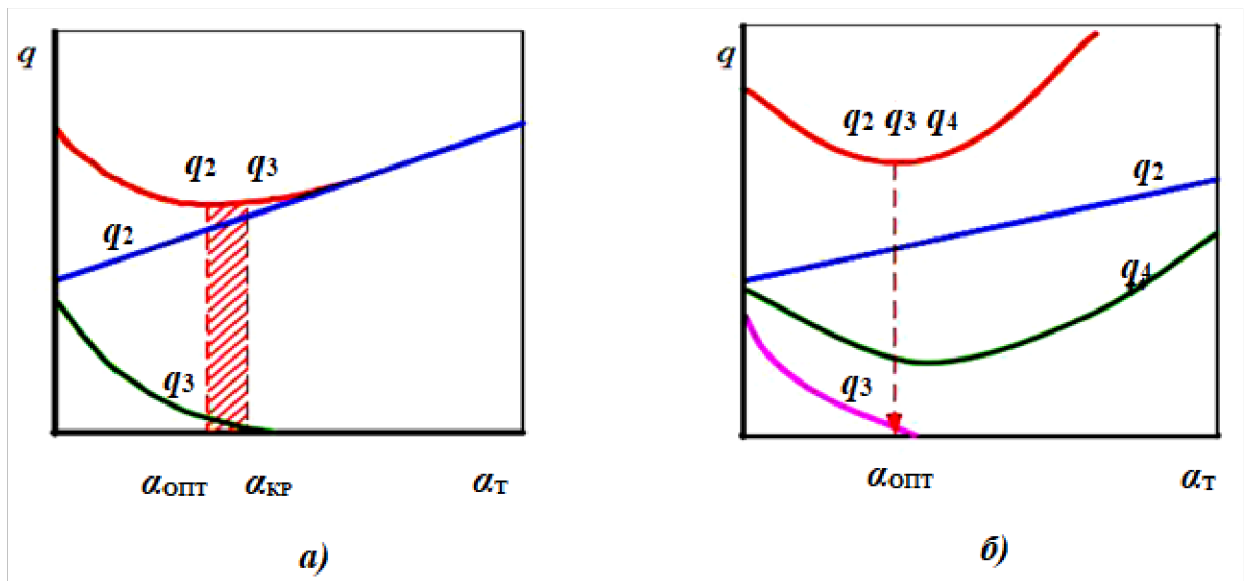 q
q2 q3
q2
q3
αОПТ αКР αТ
а)
q
q2 q3 q4
q2
q4
q3
αОПТ αТ
б)